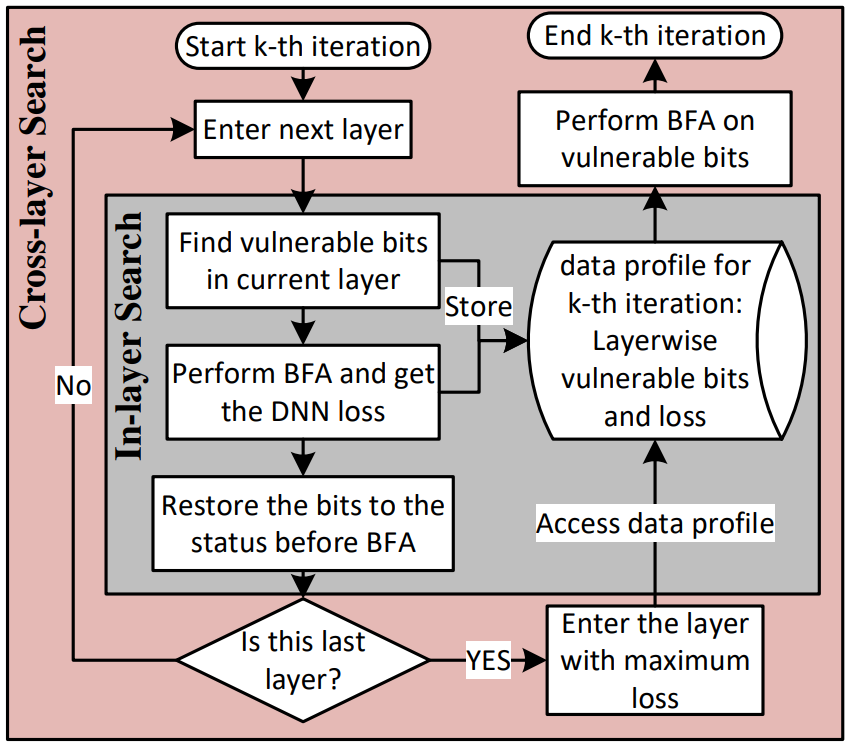 Cross-layer Search
Start k-th iteration
Enter next layer
In-layer Search
Find vulnerable bits
in current layer
Store
Perform BFA and get
the DNN loss
Restore the bits to the
status before BFA
Is this last
layer?
No
YES
Enter the layer
with maximum
loss
Access data profile
data profile for
k-th iteration:
Layerwise
vulnerable bits
and loss
Perform BFA on
vulnerable bits
End k-th iteration